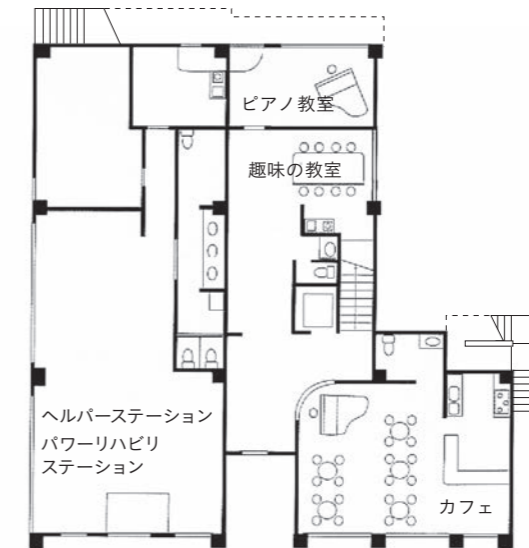 ピアノ教室
趣味の教室
ヘルパーステーション
パワーリハビリ
ステーション
カフェ